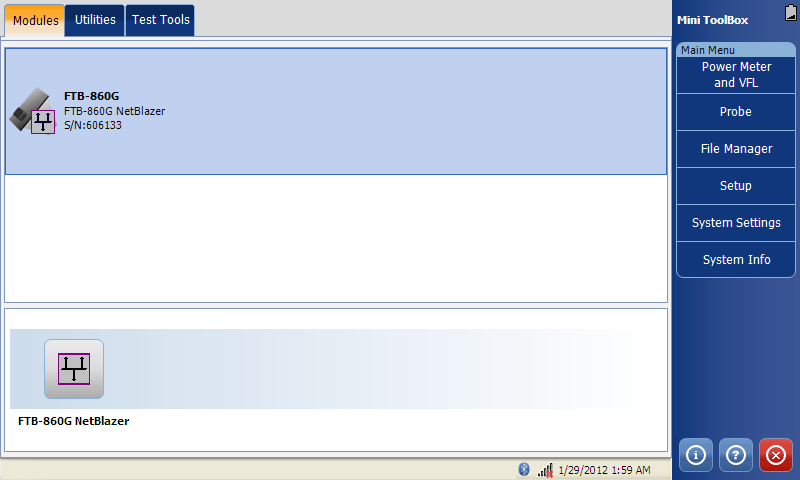 Modules
Utilities
Test Tools
Mini ToolBox
FTB-860G
FTB-860G NetBlazer
S/N:606133
Main Menu
Power Meter
and VFL
Probe
File Manager
Setup
System Settings
System Info
FTB-860G NetBlazer
1/29/2012 1:59 AM